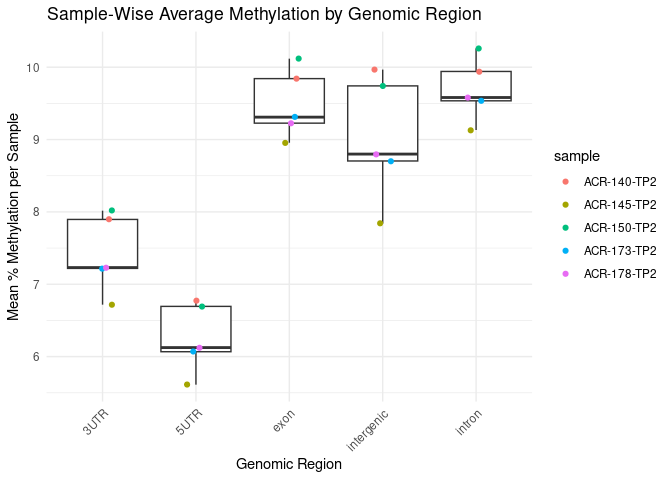 Sample-Wise Average Methylation by Genomic Region
Mean % Methylation per Sample
10
9
8
7
6
3UTR
5UTR
exon
intergenic
intron
Genomic Region
sample
ACR-140-TP2
ACR-145-TP2
ACR-150-TP2
ACR-173-TP2
ACR-178-TP2